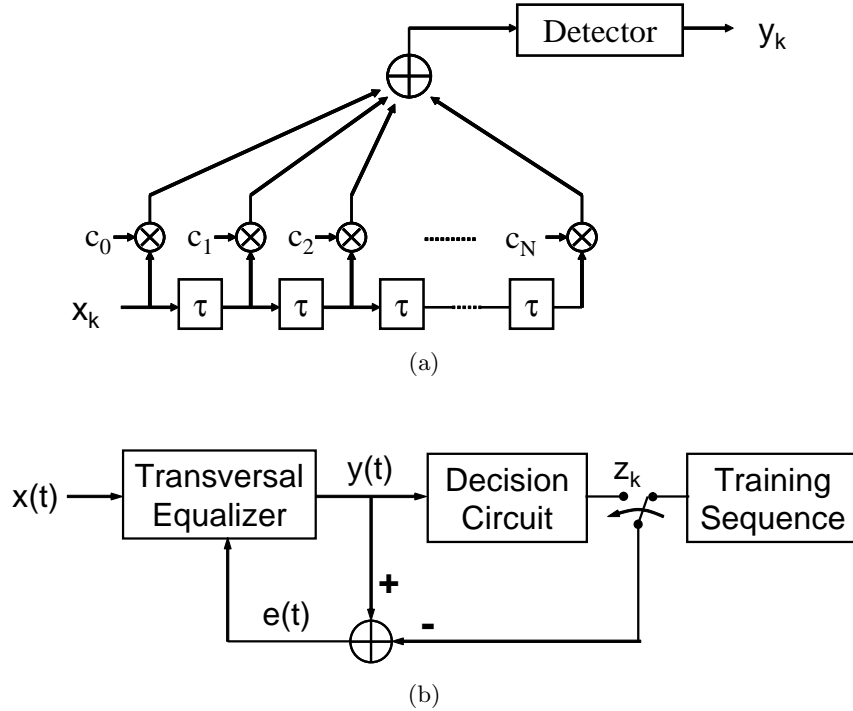 Detector
y_k
c_0
c_1
c_2
c_N
x_k
τ
τ
τ
τ
(a)
x(t)
Transversal
Equalizer
y(t)
Decision
Circuit
z_k
Training
Sequence
+
e(t)
-
(b)